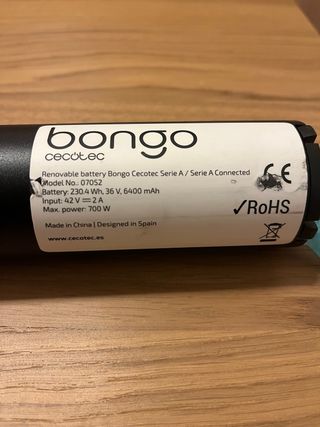 bongo
cecotec
Renovable battery Bongo Cecotec Serie A / Serie A Connected
Model No.: 07052
Battery: 230.4 Wh, 36 V, 6400 mAh
Input: 42 V ⎓ 2 A
Max. power: 700 W
Made in China | Designed in Spain
www.cecotec.es
CE
✓RoHS